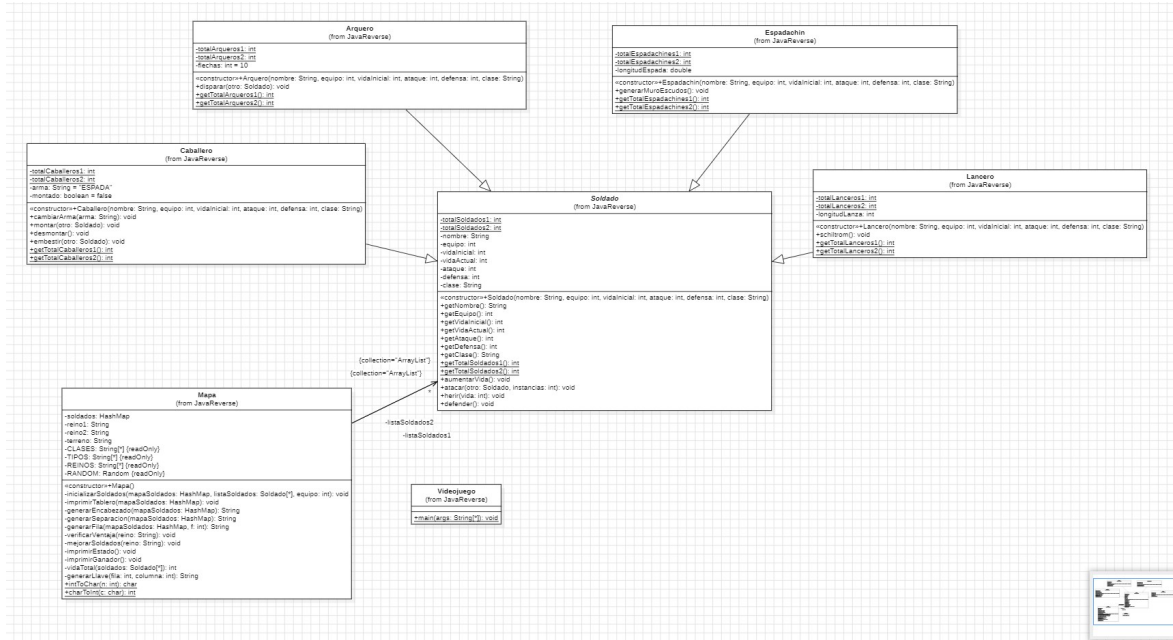 Arquero
(from JavaReverse)
-totalArqueros1: int
-totalArqueros2: int
-flechas: int = 10
«constructor»+Arquero(nombre: String, equipo: int, vidaInicial: int, ataque: int, defensa: int, clase: String)
+disparar(otro: Soldado): void
+getTotalArqueros1(): int
+getTotalArqueros2(): int
Espadachin
(from JavaReverse)
-totalEspadachines1: int
-totalEspadachines2: int
-longitudEspada: double
«constructor»+Espadachin(nombre: String, equipo: int, vidaInicial: int, ataque: int, defensa: int, clase: String)
+generarMuroEscudos(): void
+getTotalEspadachines1(): int
+getTotalEspadachines2(): int
Caballero
(from JavaReverse)
-totalCaballeros1: int
-totalCaballeros2: int
-arma: String = "ESPADA"
-montado: boolean = false
«constructor»+Caballero(nombre: String, equipo: int, vidaInicial: int, ataque: int, defensa: int, clase: String)
+cambiarArma(arma: String): void
+montar(otro: Soldado): void
+desmontar(): void
+embestir(otro: Soldado): void
+getTotalCaballeros1(): int
+getTotalCaballeros2(): int
Lancero
(from JavaReverse)
-totalLanceros1: int
-totalLanceros2: int
-longitudLanza: int
«constructor»+Lancero(nombre: String, equipo: int, vidaInicial: int, ataque: int, defensa: int, clase: String)
+schiltrom(): void
+getTotalLanceros1(): int
+getTotalLanceros2(): int
Soldado
(from JavaReverse)
-totalSoldados1: int
-totalSoldados2: int
-nombre: String
-equipo: int
-vidaInicial: int
-vidaActual: int
-ataque: int
-defensa: int
-clase: String
«constructor»+Soldado(nombre: String, equipo: int, vidaInicial: int, ataque: int, defensa: int, clase: String)
+getNombre(): String
+getEquipo(): int
+getVidaInicial(): int
+getVidaActual(): int
+getAtaque(): int
+getDefensa(): int
+getClase(): String
+getTotalSoldados1(): int
+getTotalSoldados2(): int
+aumentarVida(): void
+atacar(otro: Soldado, instancias: int): void
+herir(vida: int): void
+defender(): void
{collection="ArrayList"}
{collection="ArrayList"}
*
-listaSoldados2
-listaSoldados1
Mapa
(from JavaReverse)
-soldados: HashMap
-reino1: String
-reino2: String
-terreno: String
-CLASES: String[*] {readOnly}
-TIPOS: String[*] {readOnly}
-REINOS: String[*] {readOnly}
-RANDOM: Random {readOnly}
«constructor»+Mapa()
-inicializarSoldados(mapaSoldados: HashMap, listaSoldados: Soldado[*], equipo: int): void
-imprimirTablero(mapaSoldados: HashMap): void
-generarEncabezado(mapaSoldados: HashMap): String
-generarSeparacion(mapaSoldados: HashMap): String
-generarFila(mapaSoldados: HashMap, f: int): String
-verificarVentaja(reino: String): void
-mejorarSoldados(reino: String): void
-imprimirEstado(): void
-imprimirGanador(): void
-vidaTotal(soldados: Soldado[*]): int
-generarLlave(fila: int, columna: int): String
+intToChar(n: int): char
+charToInt(c: char): int
Videojuego
(from JavaReverse)
+main(args: String[*]): void